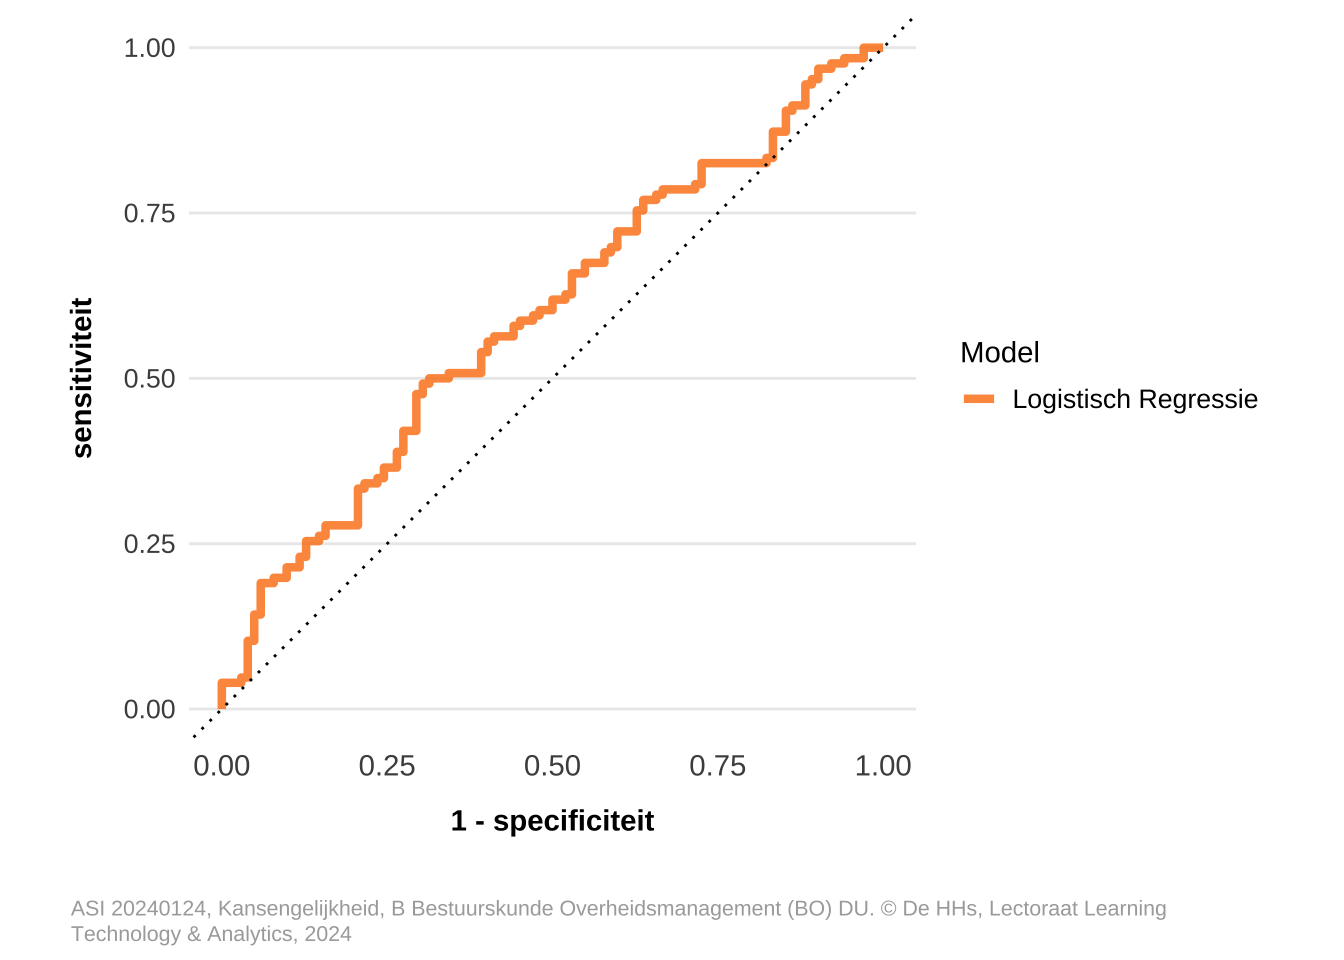 1.00
0.75
0.50
0.25
0.00
sensitiviteit
0.00 0.25 0.50 0.75 1.00
1 - specificiteit
Model
Logistisch Regressie
ASI 20240124, Kansengelijkheid, B Bestuurskunde Overheidsmanagement (BO) DU. © De HHs, Lectoraat Learning
Technology & Analytics, 2024